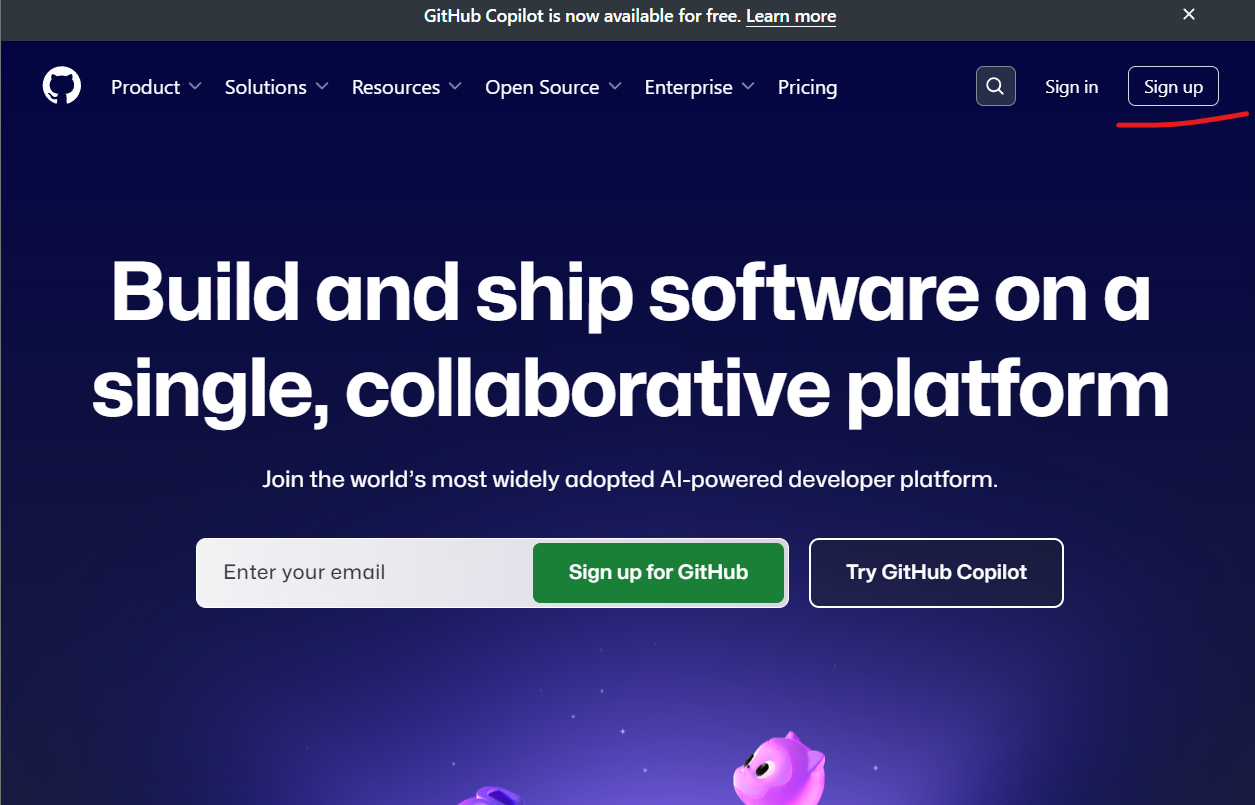 GitHub Copilot is now available for free. Learn more
Product Solutions Resources Open Source Enterprise Pricing Sign in Sign up
Build and ship software on a
single, collaborative platform
Join the world’s most widely adopted AI-powered developer platform.
Enter your email Sign up for GitHub Try GitHub Copilot